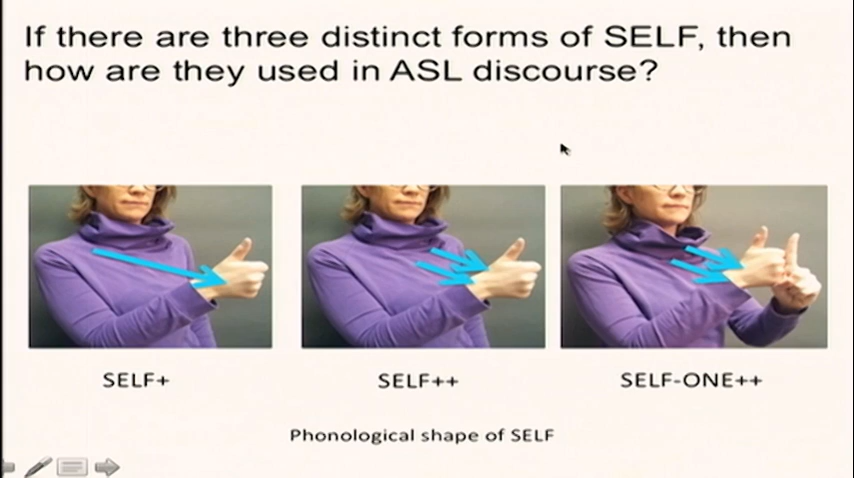 If there are three distinct forms of SELF, then
how are they used in ASL discourse?
SELF+
SELF++
SELF-ONE++
Phonological shape of SELF